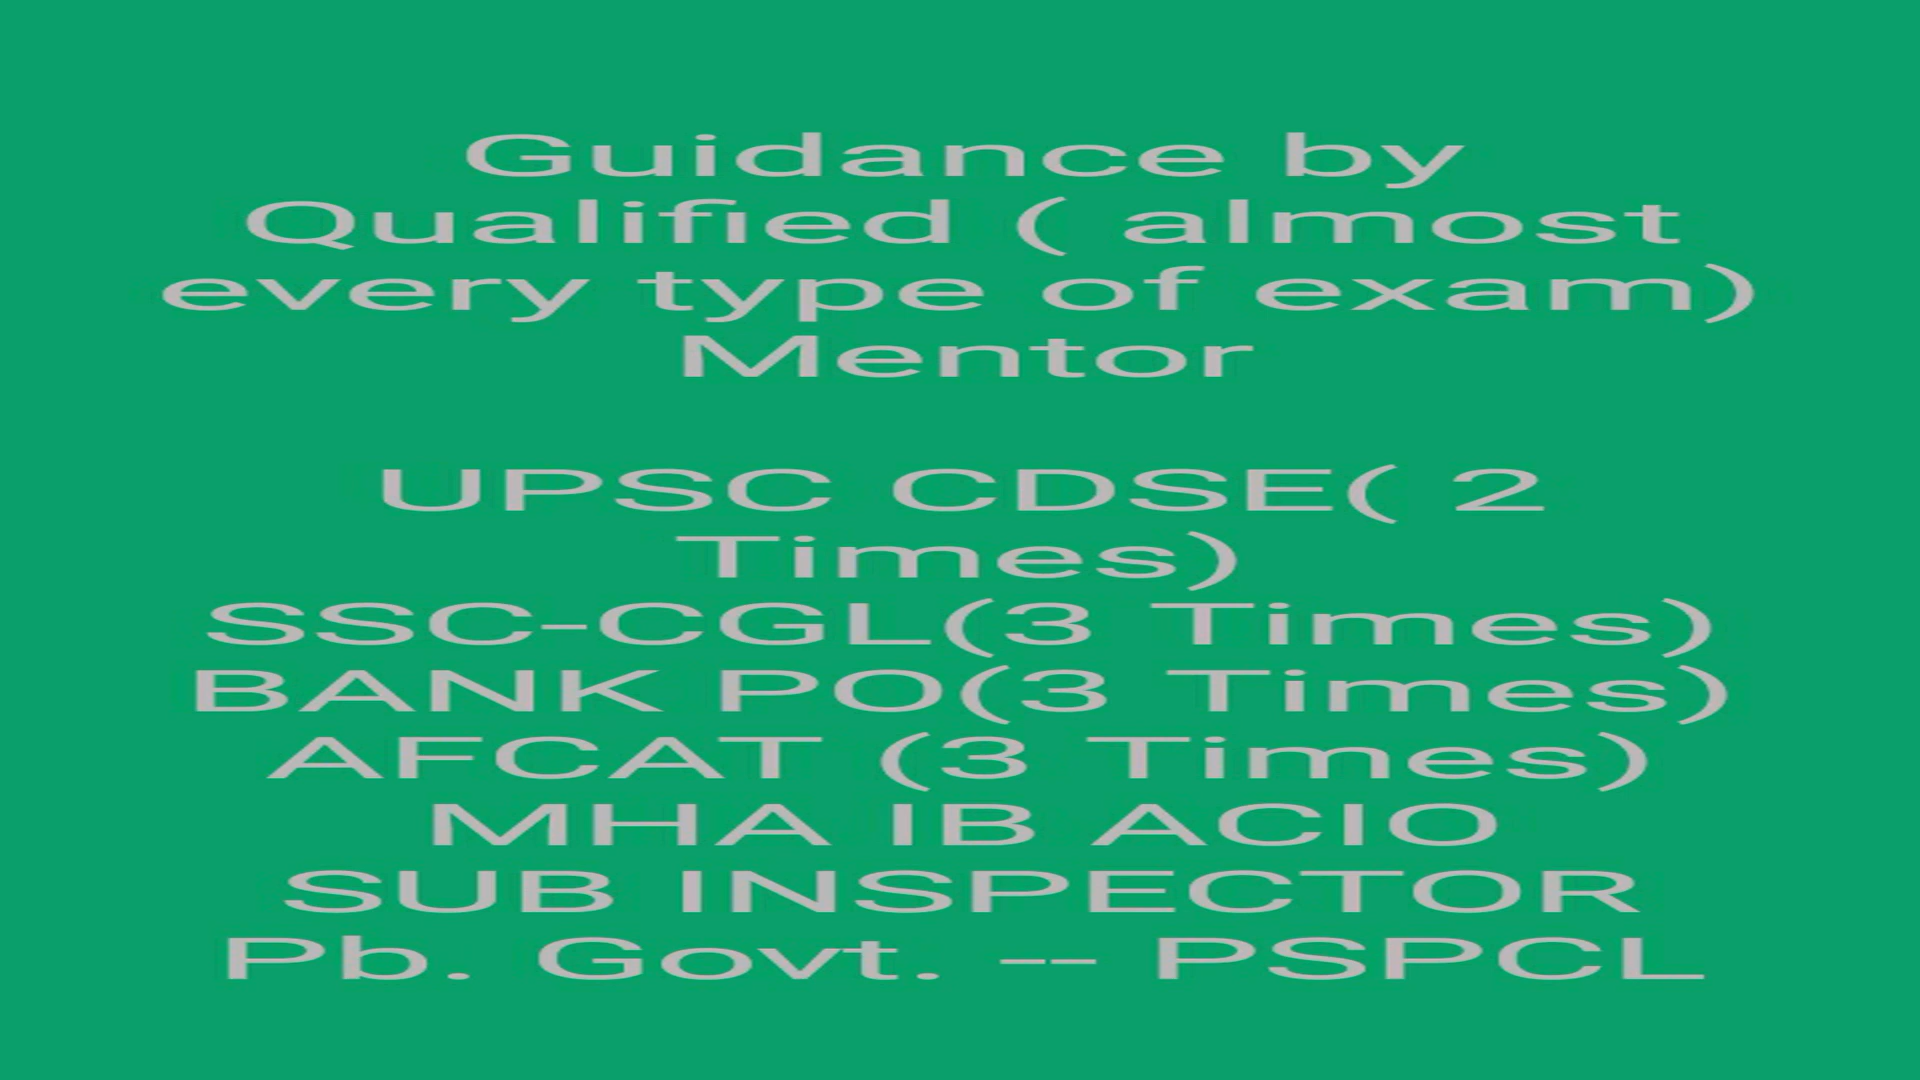 Guidance by
Qualified ( almost
every type of exam)
Mentor
UPSC CDSE( 2
Times)
SSC-CGL(3 Times)
BANK PO(3 Times)
AFCAT (3 Times)
MHA IB ACIO
SUB INSPECTOR
Pb. Govt. -- PSPCL